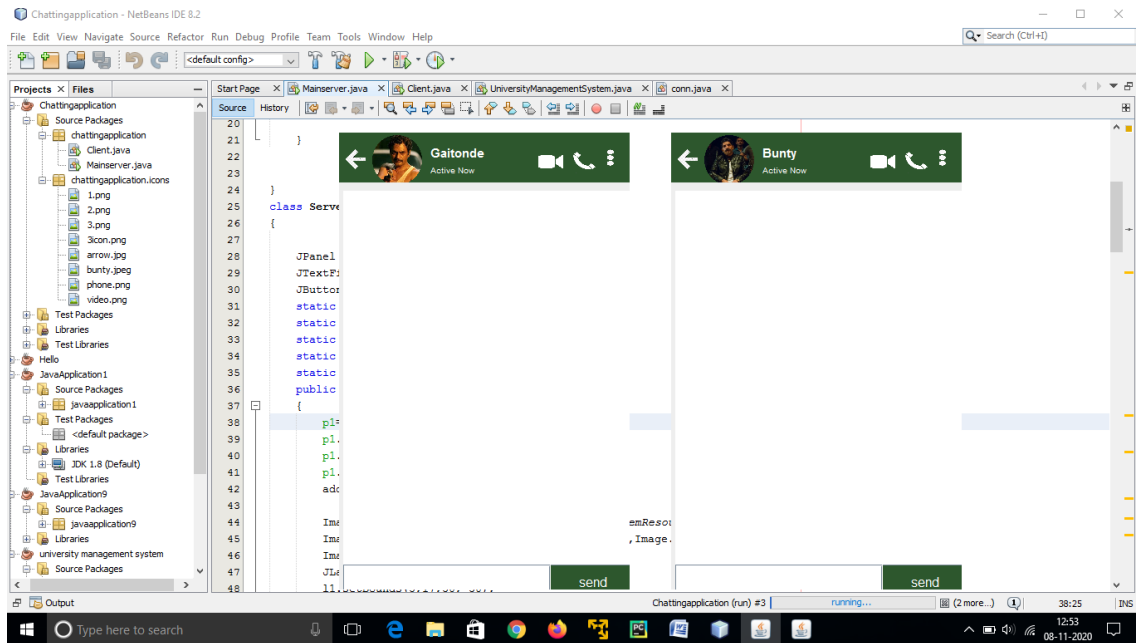 Chattingapplication - NetBeans IDE 8.2
File Edit View Navigate Source Refactor Run Debug Profile Team Tools Window Help
Search (Ctrl+I)
<default config>
Projects Files
Start Page Mainserver.java Client.java UniversityManagementSystem.java conn.java
Source History
Chattingapplication
Source Packages
chattingapplication
Client.java
Mainserver.java
chattingapplication.icons
1.png
2.png
3.png
3icon.png
arrow.jpg
bunty.jpeg
phone.png
video.png
Test Packages
Libraries
Test Libraries
Hello
JavaApplication1
Source Packages
javaapplication1
Test Packages
<default package>
Libraries
JDK 1.8 (Default)
Test Libraries
JavaApplication9
Source Packages
javaapplication9
Libraries
university management system
Source Packages
20
21 }
22
23
24 }
25 class Serve
26 {
27
28 JPanel
29 JTextFi
30 JButton
31 static
32 static
33 static
34 static
35 static
36 public
37 {
38 p1=
39 p1.
40 p1.
41 p1.
42 add
43
44 Ima emResou
45 Ima ,Image.
46 Ima
47 JLa
48
Gaitonde
Active Now
send
Bunty
Active Now
send
Output
Chattingapplication (run) #3 running... (2 more...) 1 38:25 INS
Type here to search
12:53
08-11-2020